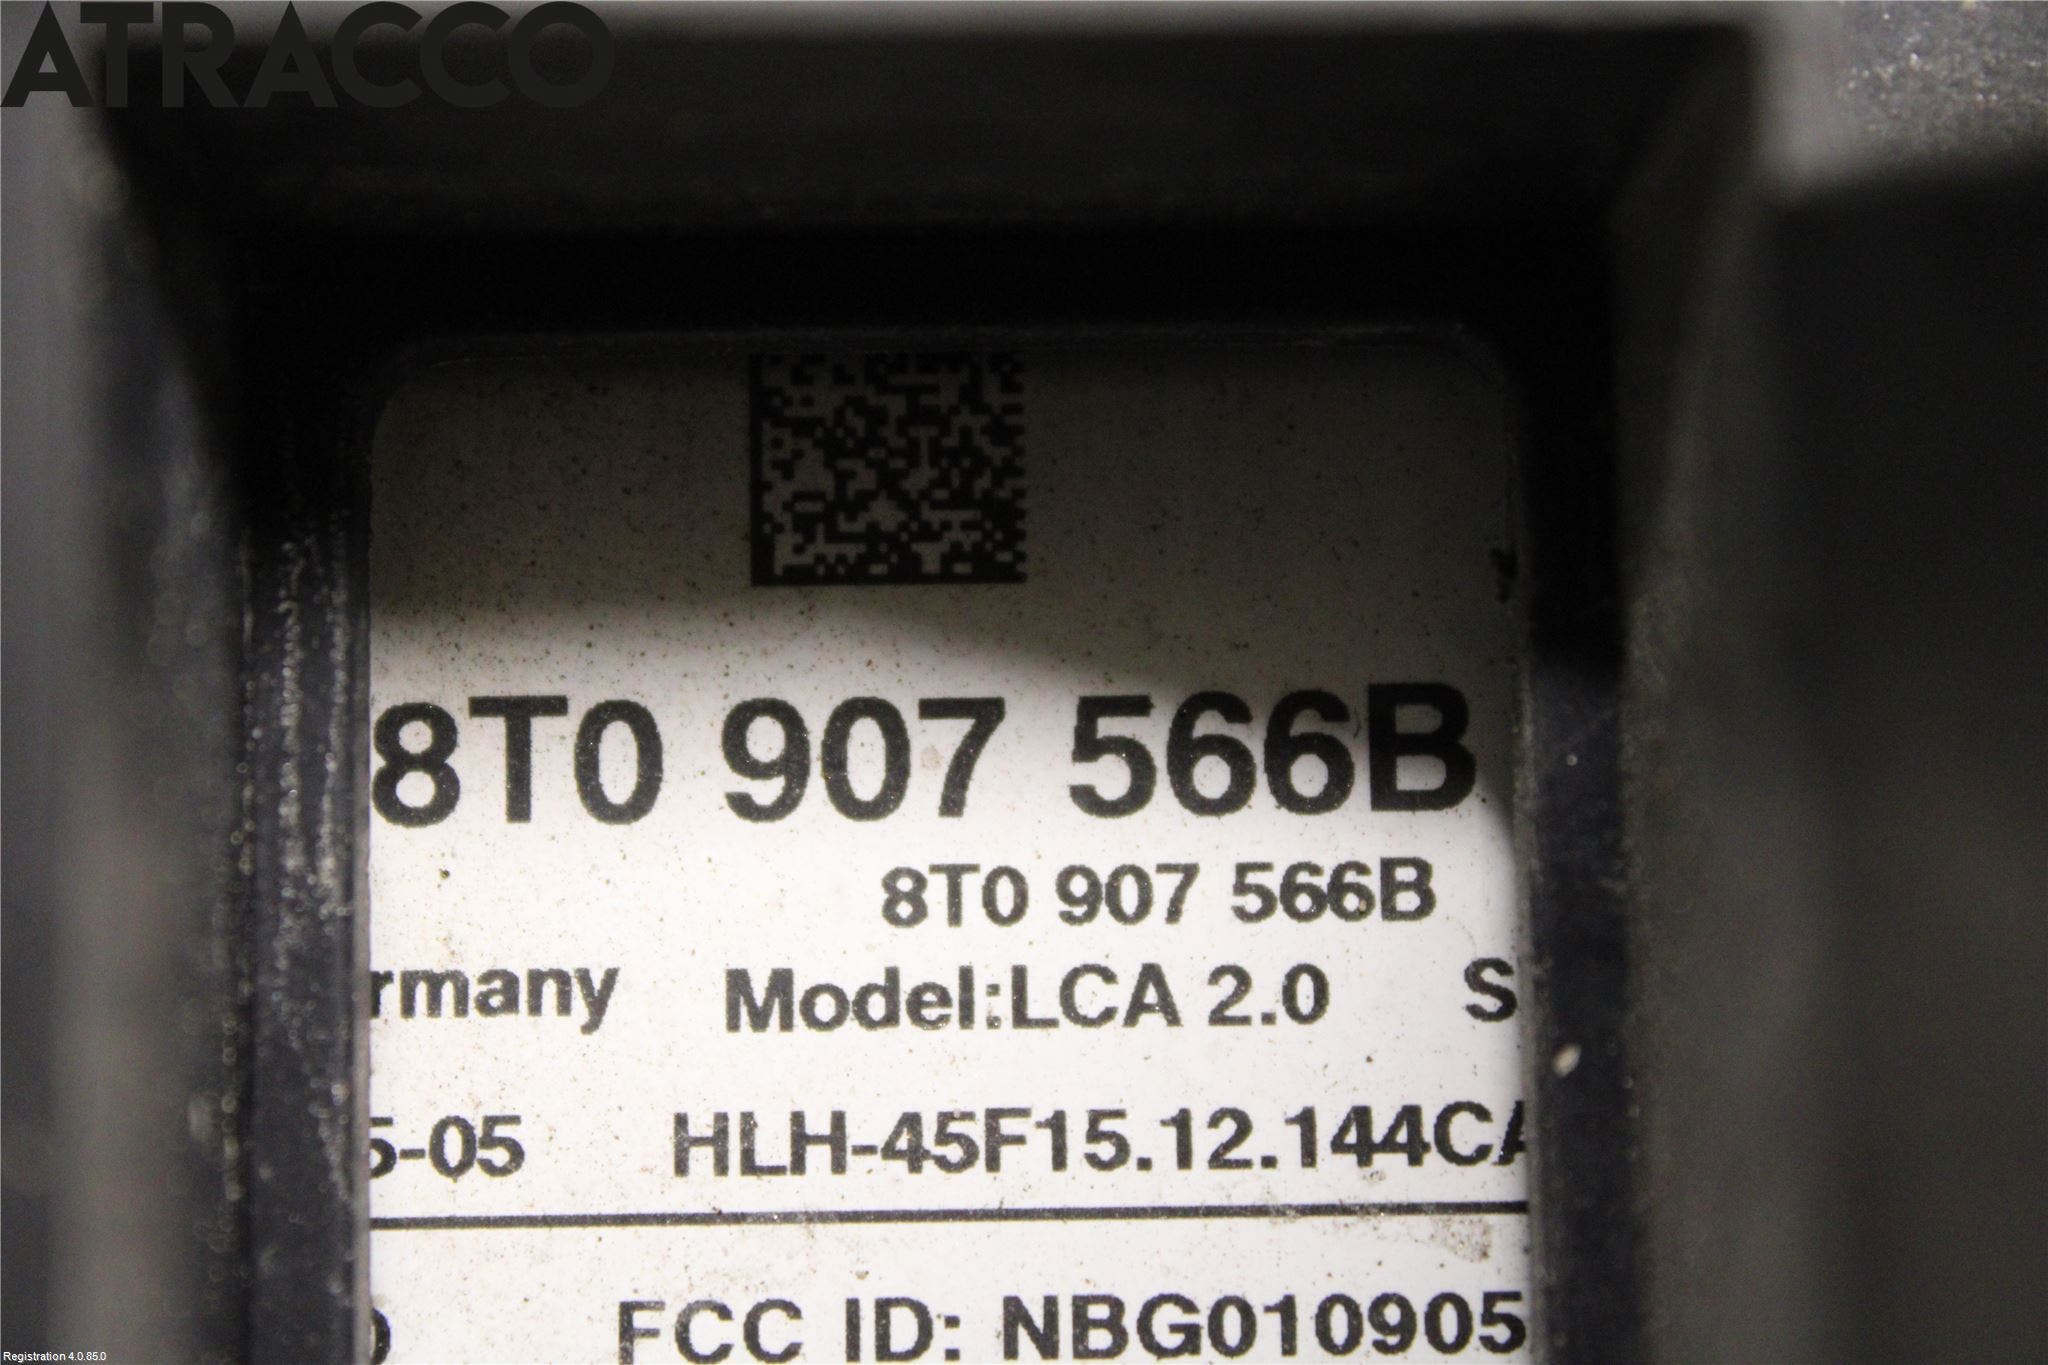 ATRACCO
8T0 907 566B
8T0 907 566B
rmany Model:LCA 2.0 S
5-05 HLH-45F15.12.144CA
FCC ID: NBG010905
Registration 4.0.85.0